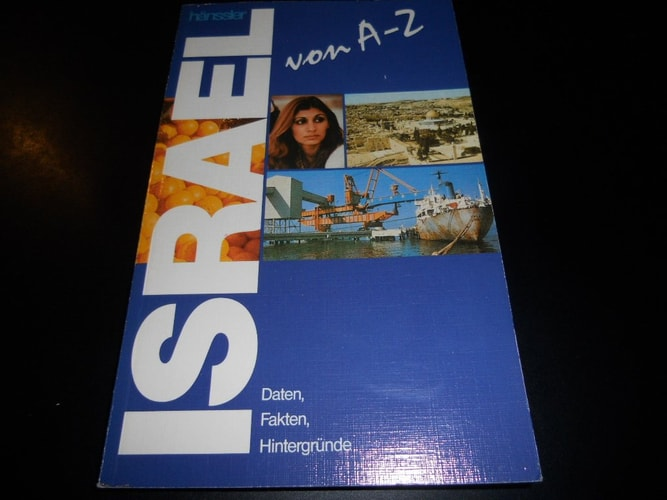 hänssler
ISRAEL
von A-Z
Daten,
Fakten,
Hintergründe